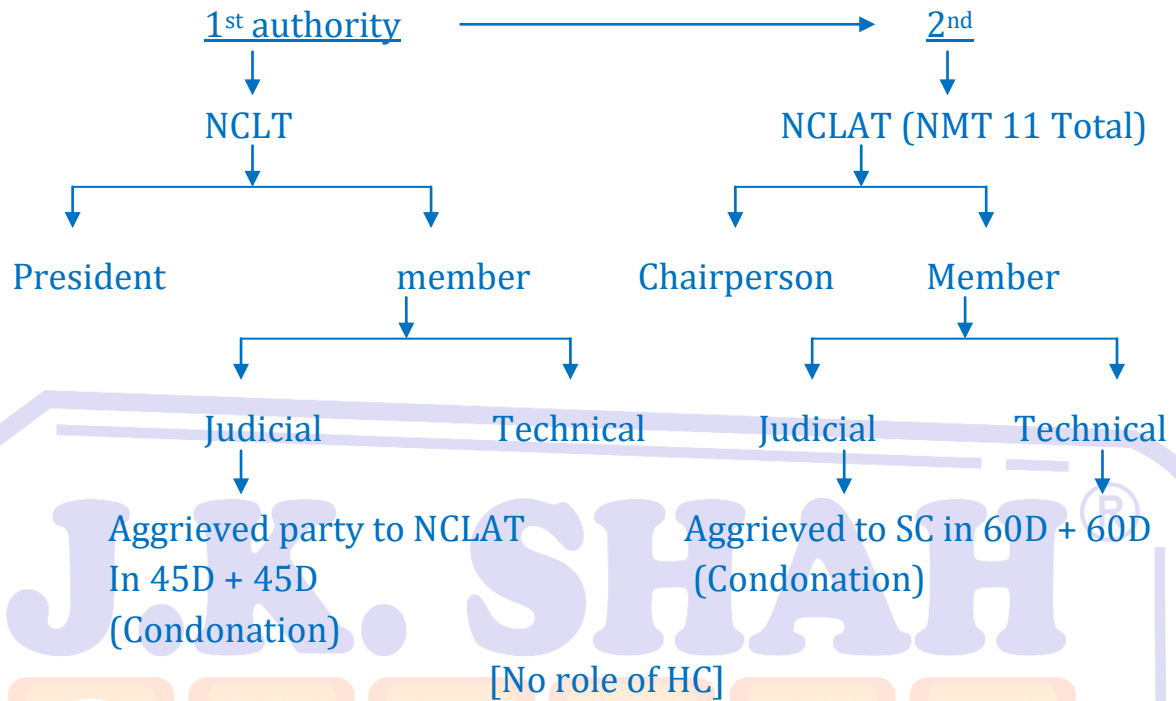 1st authority 2nd
NCLT NCLAT (NMT 11 Total)
President member Chairperson Member
Judicial Technical Judicial Technical
Aggrieved party to NCLAT
In 45D + 45D
(Condonation)
Aggrieved to SC in 60D + 60D
(Condonation)
[No role of HC]
J.K. SHAH®